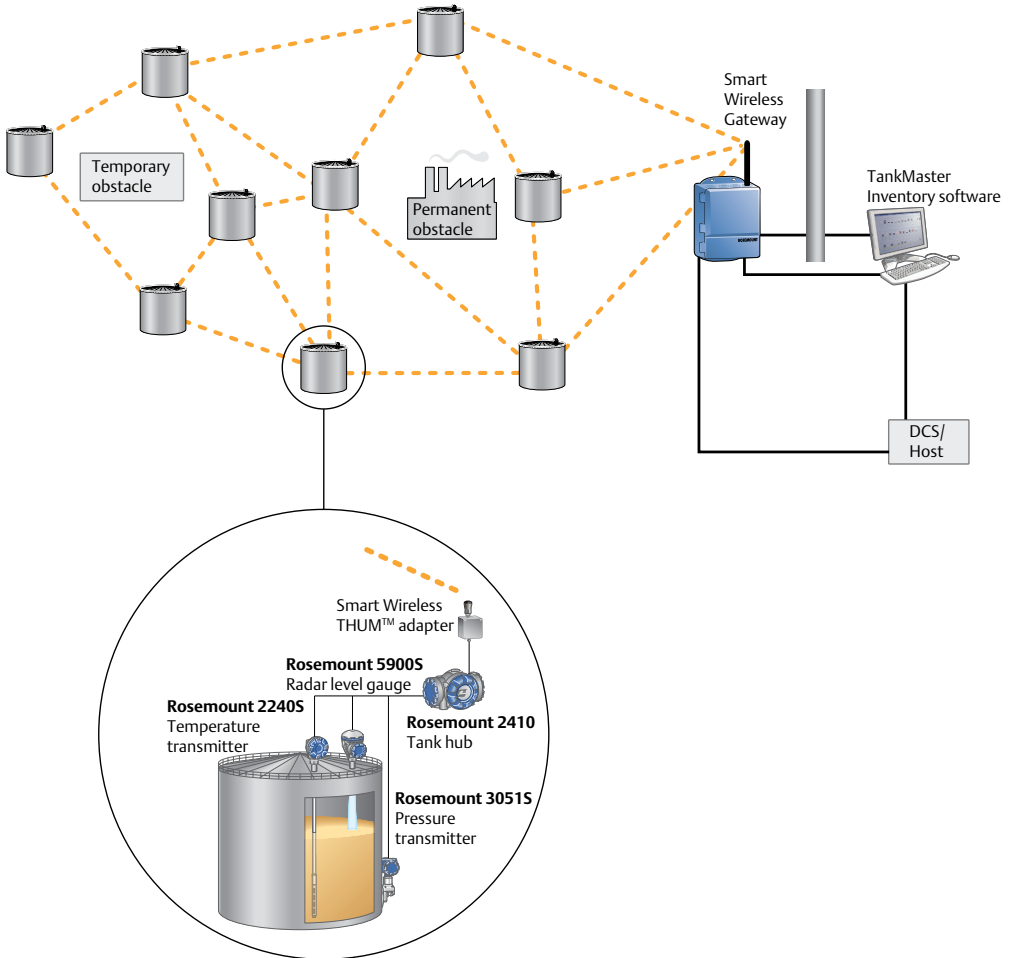 Smart
Wireless
Gateway
Temporary
obstacle
Permanent
obstacle
TankMaster
Inventory software
ROSEMOUNT
DCS/
Host
Smart Wireless
THUM™ adapter
Rosemount 5900S
Radar level gauge
Rosemount 2240S
Temperature
transmitter
Rosemount 2410
Tank hub
Rosemount 3051S
Pressure
transmitter